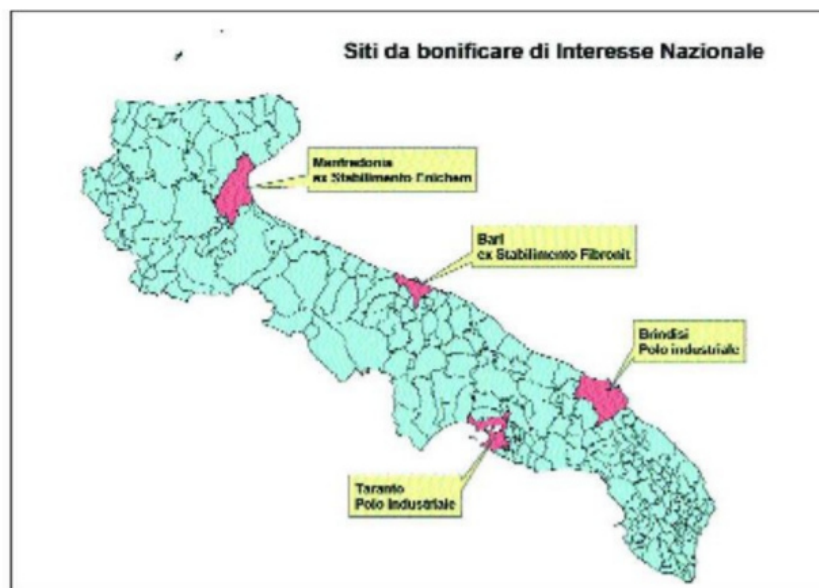 Siti da bonificare di Interesse Nazionale
Manfredonia
ex Stabilimento Enichem
Bari
ex Stabilimento Fibronit
Brindisi
Polo industriale
Taranto
Polo Industriale